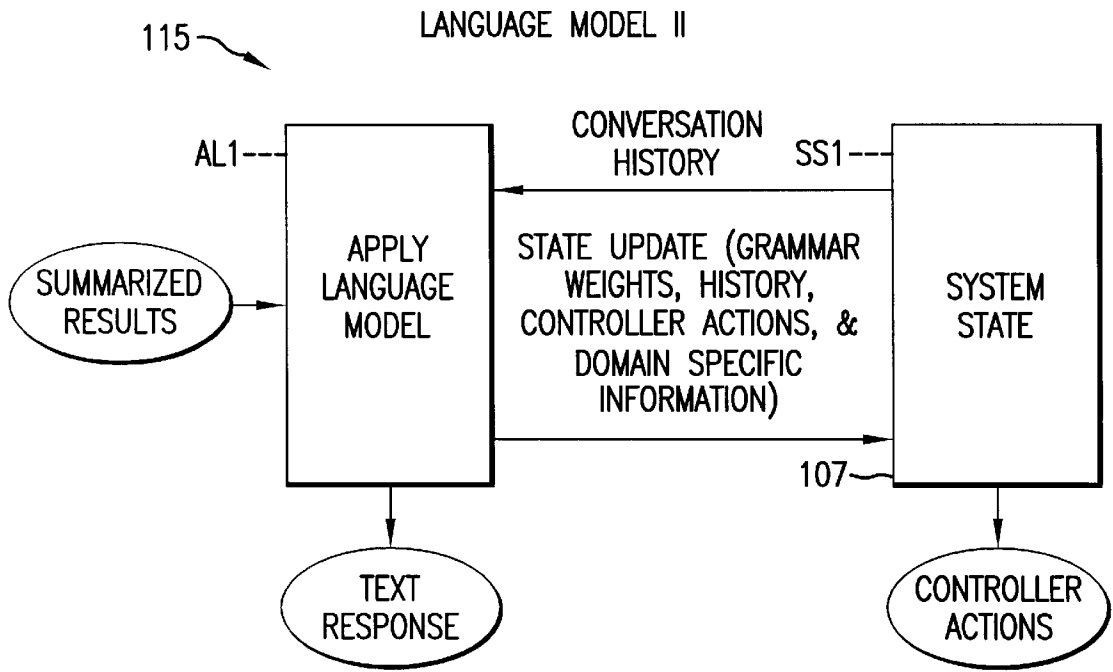 LANGUAGE MODEL II
115
AL1
CONVERSATION
HISTORY
SS1
SUMMARIZED
RESULTS
APPLY
LANGUAGE
MODEL
STATE UPDATE (GRAMMAR
WEIGHTS, HISTORY,
CONTROLLER ACTIONS, &
DOMAIN SPECIFIC
INFORMATION)
SYSTEM
STATE
107
TEXT
RESPONSE
CONTROLLER
ACTIONS